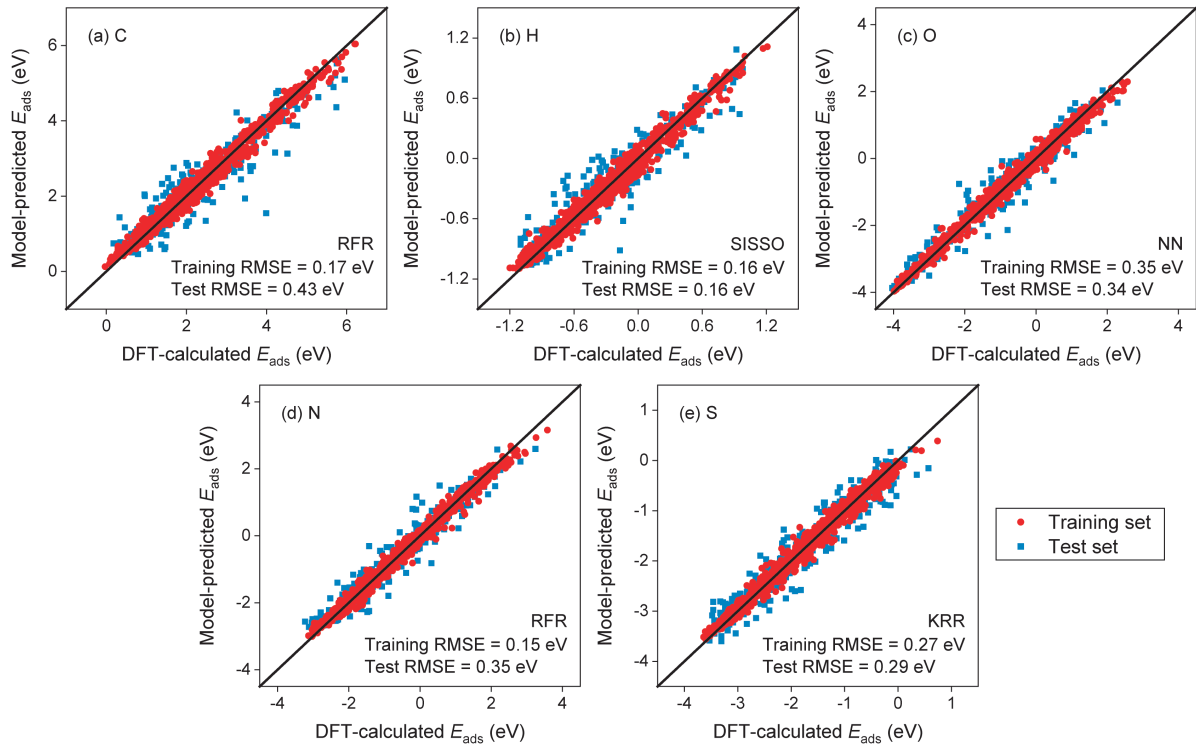 (a) C
Model-predicted Eads (eV)
6
4
2
0
RFR
Training RMSE = 0.17 eV
Test RMSE = 0.43 eV
0 2 4 6
DFT-calculated Eads (eV)
(b) H
Model-predicted Eads (eV)
1.2
0.6
0.0
-0.6
-1.2
SISSO
Training RMSE = 0.16 eV
Test RMSE = 0.16 eV
-1.2 -0.6 0.0 0.6 1.2
DFT-calculated Eads (eV)
(c) O
Model-predicted Eads (eV)
4
2
0
-2
-4
NN
Training RMSE = 0.35 eV
Test RMSE = 0.34 eV
-4 -2 0 2 4
DFT-calculated Eads (eV)
(d) N
Model-predicted Eads (eV)
4
2
0
-2
-4
RFR
Training RMSE = 0.15 eV
Test RMSE = 0.35 eV
-4 -2 0 2 4
DFT-calculated Eads (eV)
(e) S
Model-predicted Eads (eV)
1
0
-1
-2
-3
-4
KRR
Training RMSE = 0.27 eV
Test RMSE = 0.29 eV
-4 -3 -2 -1 0 1
DFT-calculated Eads (eV)
Training set
Test set